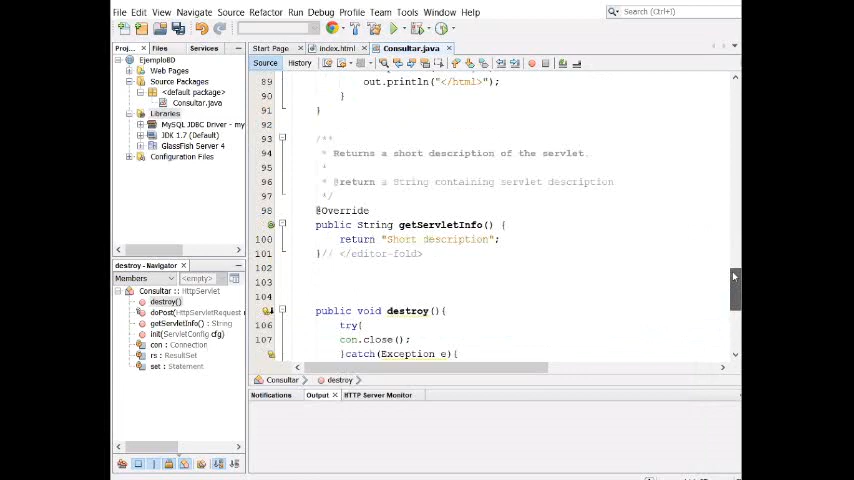 File Edit View Navigate Source Refactor Run Debug Profile Team Tools Window Help
Search (Ctrl+I)
Proj... Files Services
Start Page index.html Consultar.java
Source History
EjemploBD
Web Pages
Source Packages
<default package>
Consultar.java
Libraries
MySQL JDBC Driver - my
JDK 1.7 (Default)
GlassFish Server 4
Configuration Files
89 out.println("</html>");
90 }
91 }
92
93 /**
94 * Returns a short description of the servlet.
95 *
96 * @return a String containing servlet description
97 */
98 @Override
public String getServletInfo() {
100 return "Short description";
101 }// </editor-fold>
102
103
104
public void destroy(){
106 try{
107 con.close();
}catch(Exception e){
destroy - Navigator
Members <empty>
Consultar :: HttpServlet
destroy()
doPost(HttpServletRequest
getServletInfo() : String
init(ServletConfig cfg)
con : Connection
rs : ResultSet
set : Statement
Consultar destroy
Notifications Output HTTP Server Monitor